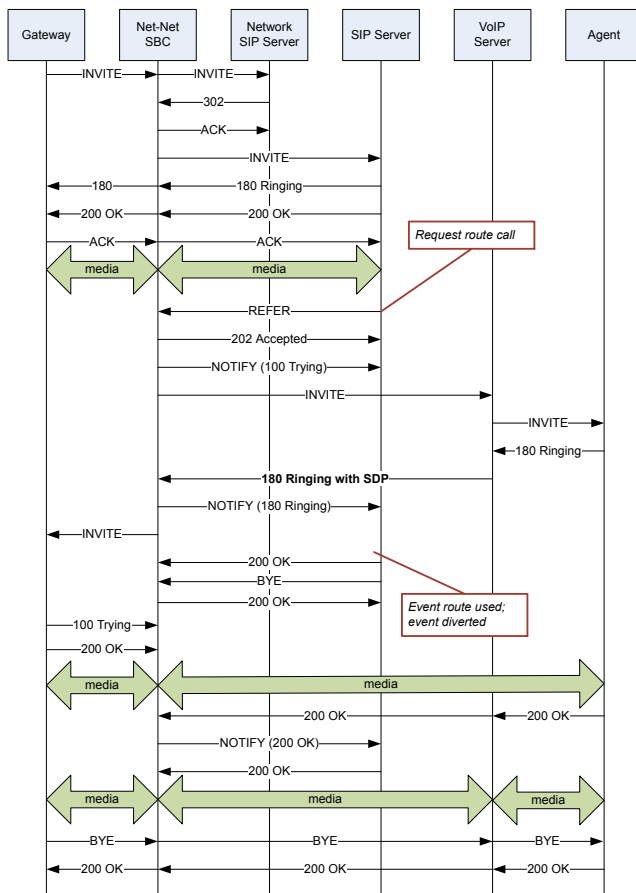 Gateway
Net-Net
SBC
Network
SIP Server
SIP Server
VoIP
Server
Agent
INVITE
INVITE
302
ACK
INVITE
180
180 Ringing
200 OK
200 OK
ACK
ACK
Request route call
media
media
REFER
202 Accepted
NOTIFY (100 Trying)
INVITE
INVITE
180 Ringing
180 Ringing with SDP
NOTIFY (180 Ringing)
INVITE
200 OK
BYE
200 OK
Event route used;
event diverted
100 Trying
200 OK
media
media
200 OK
200 OK
NOTIFY (200 OK)
200 OK
media
media
media
BYE
BYE
BYE
200 OK
200 OK
200 OK